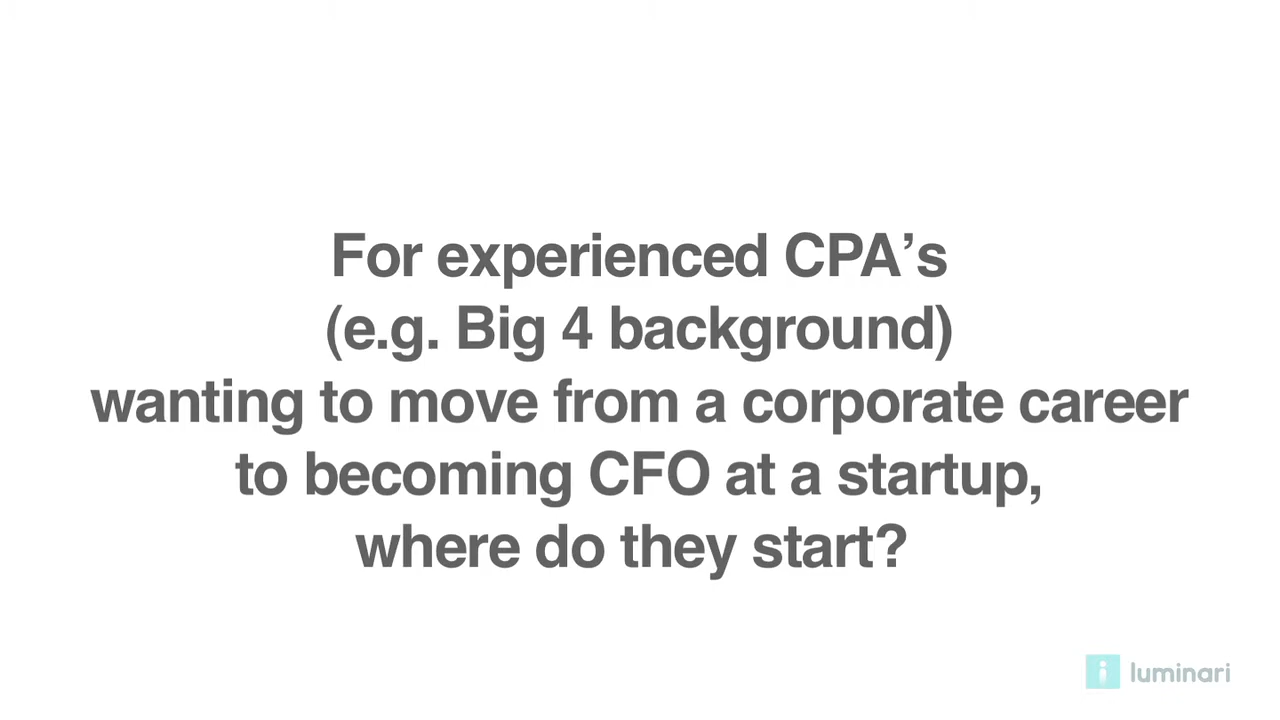 For experienced CPA’s
(e.g. Big 4 background)
wanting to move from a corporate career
to becoming CFO at a startup,
where do they start?
i luminari